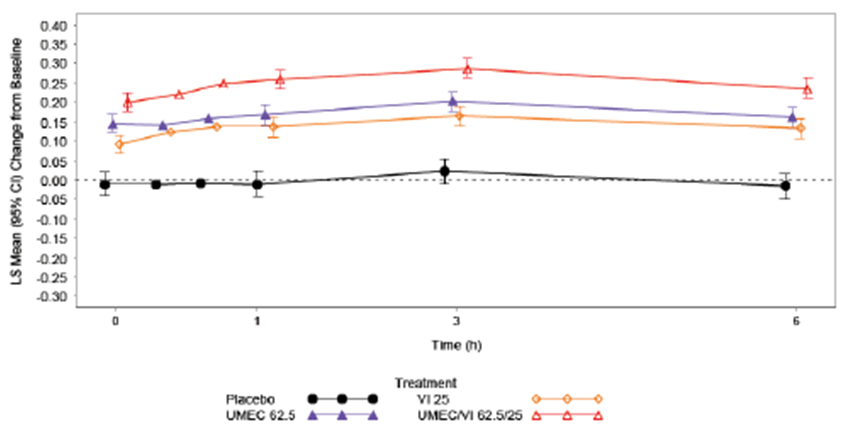 LS Mean (95% CI) Change from Baseline
0.40
0.35
0.30
0.25
0.20
0.15
0.10
0.05
0.00
-0.05
-0.10
-0.15
-0.20
-0.25
-0.30
0 1 3 6
Time (h)
Treatment
Placebo VI 25
UMEC 62.5 UMEC/VI 62.5/25